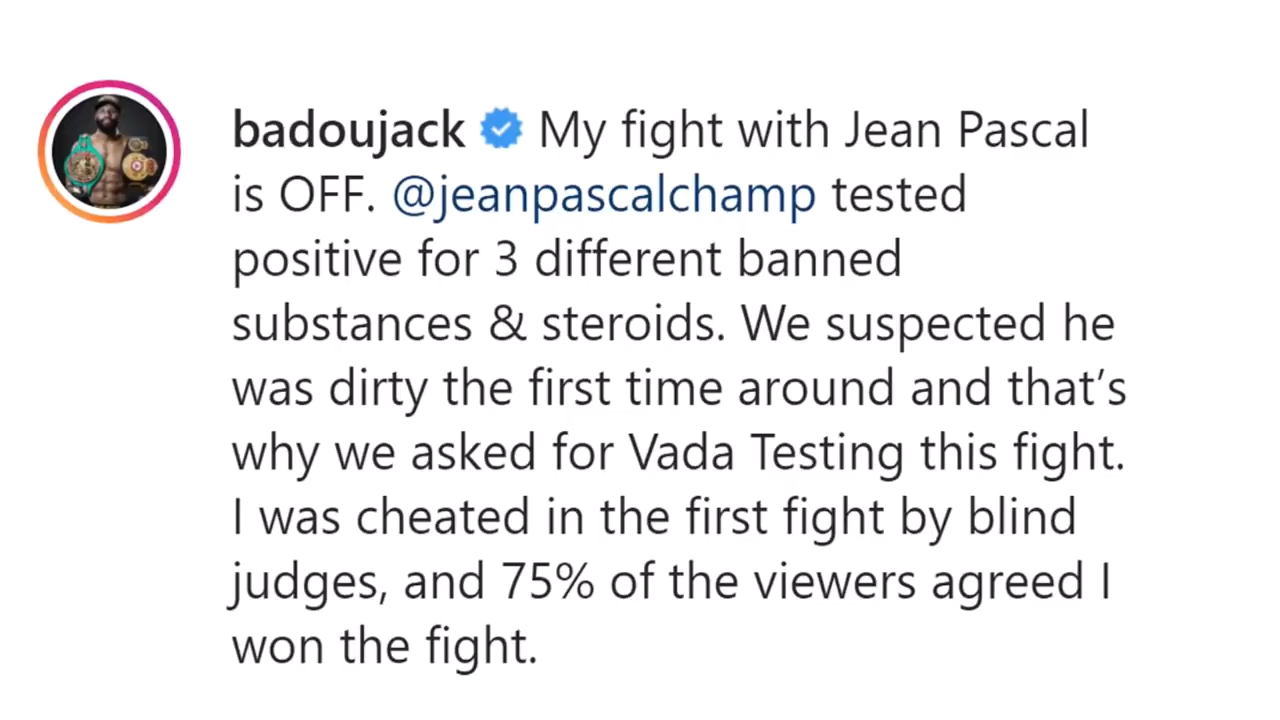 badoujack My fight with Jean Pascal
is OFF. @jeanpascalchamp tested
positive for 3 different banned
substances & steroids. We suspected he
was dirty the first time around and that’s
why we asked for Vada Testing this fight.
I was cheated in the first fight by blind
judges, and 75% of the viewers agreed I
won the fight.